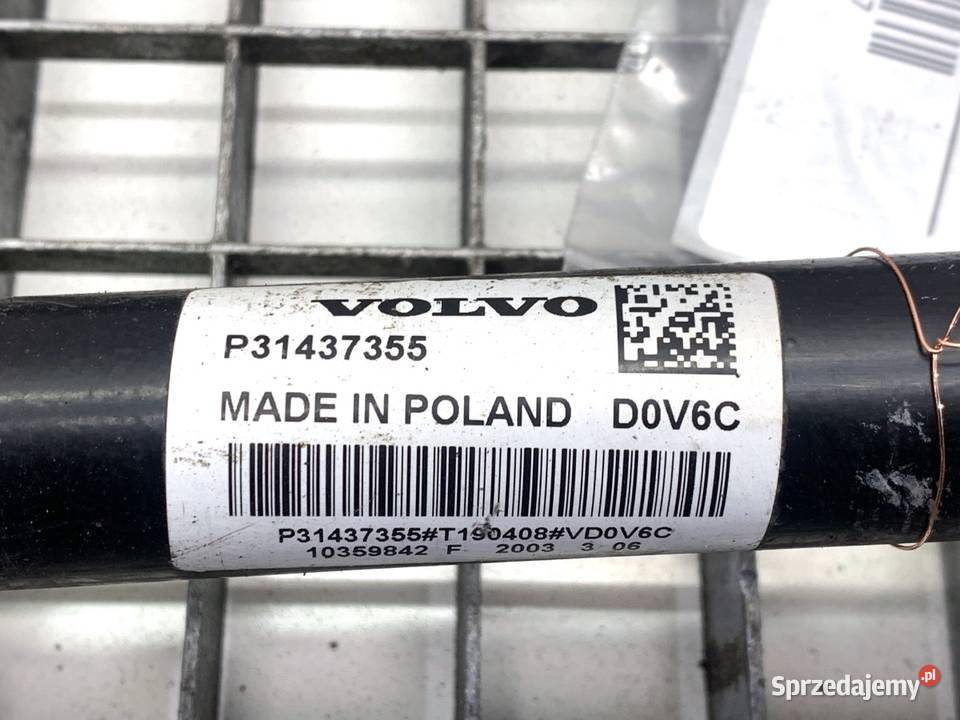 VOLVO
P31437355
MADE IN POLAND D0V6C
P31437355#T190408#VD0V6C
10359842 F 2003 3 06
Sprzedajemy.pl